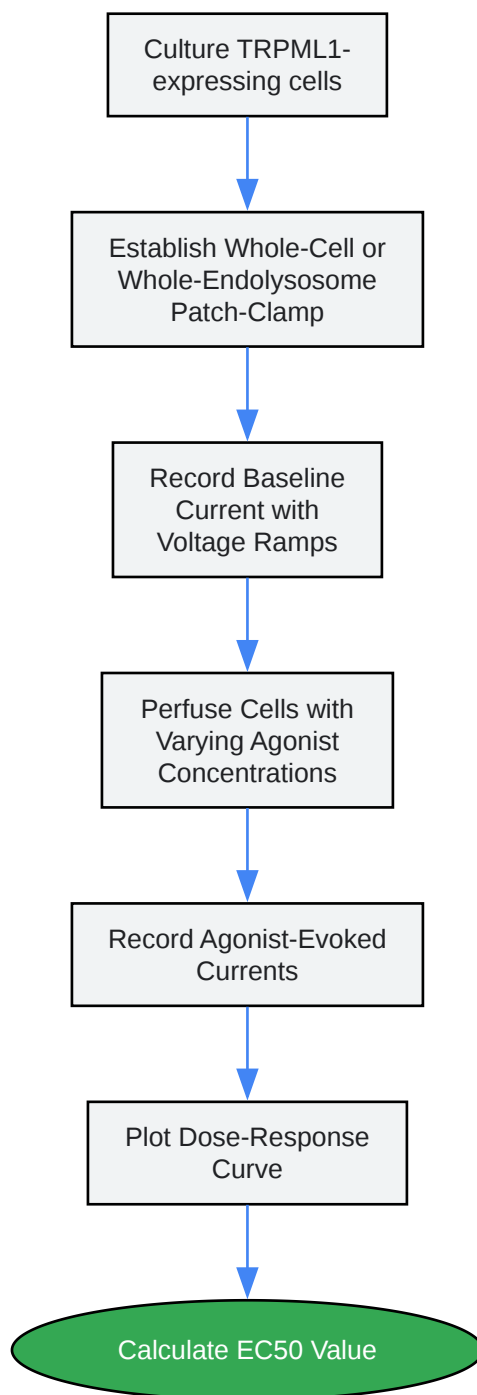 Culture TRPML1-
expressing cells
Establish Whole-Cell or
Whole-Endolysosome
Patch-Clamp
Record Baseline
Current with
Voltage Ramps
Perfuse Cells with
Varying Agonist
Concentrations
Record Agonist-Evoked
Currents
Plot Dose-Response
Curve
Calculate EC50 Value